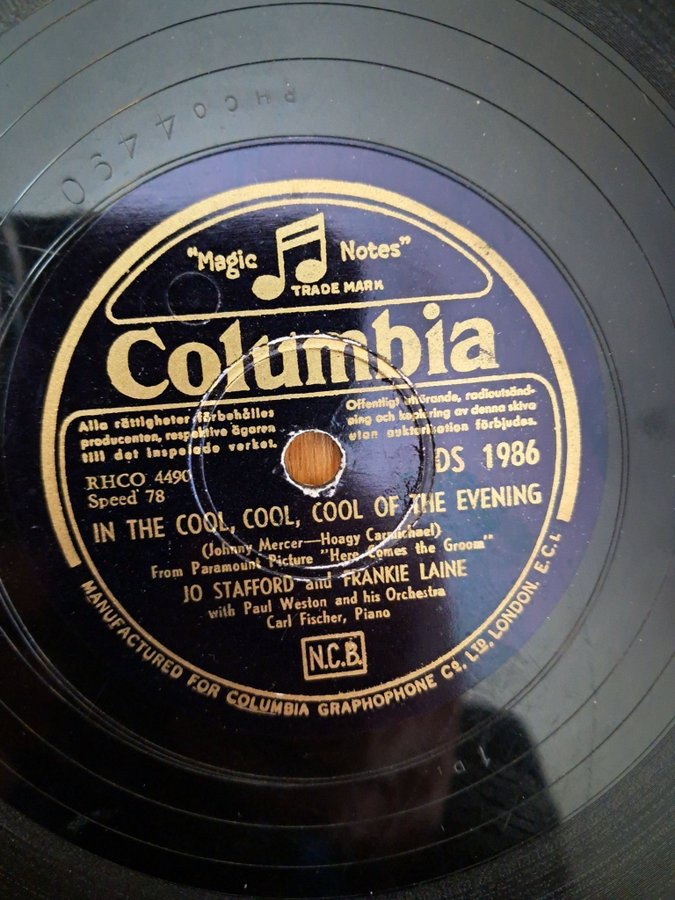 RHCO4490
"Magic Notes"
TRADE MARK
Columbia
Alla rättigheter förbehålles
producenten, respektive ägaren
till det inspelade verket.
Offentligt utförande, radioutsänd-
ning och kopiering av denna skiva
utan auktorisation förbjudes.
RHCO 4490
Speed 78
DS 1986
IN THE COOL, COOL, COOL OF THE EVENING
(Johnny Mercer—Hoagy Carmichael)
From Paramount Picture "Here Comes the Groom"
JO STAFFORD and FRANKIE LAINE
with Paul Weston and his Orchestra
Carl Fischer, Piano
N.C.B.
MANUFACTURED FOR COLUMBIA GRAPHOPHONE CO. LTD. LONDON. E.C.1.